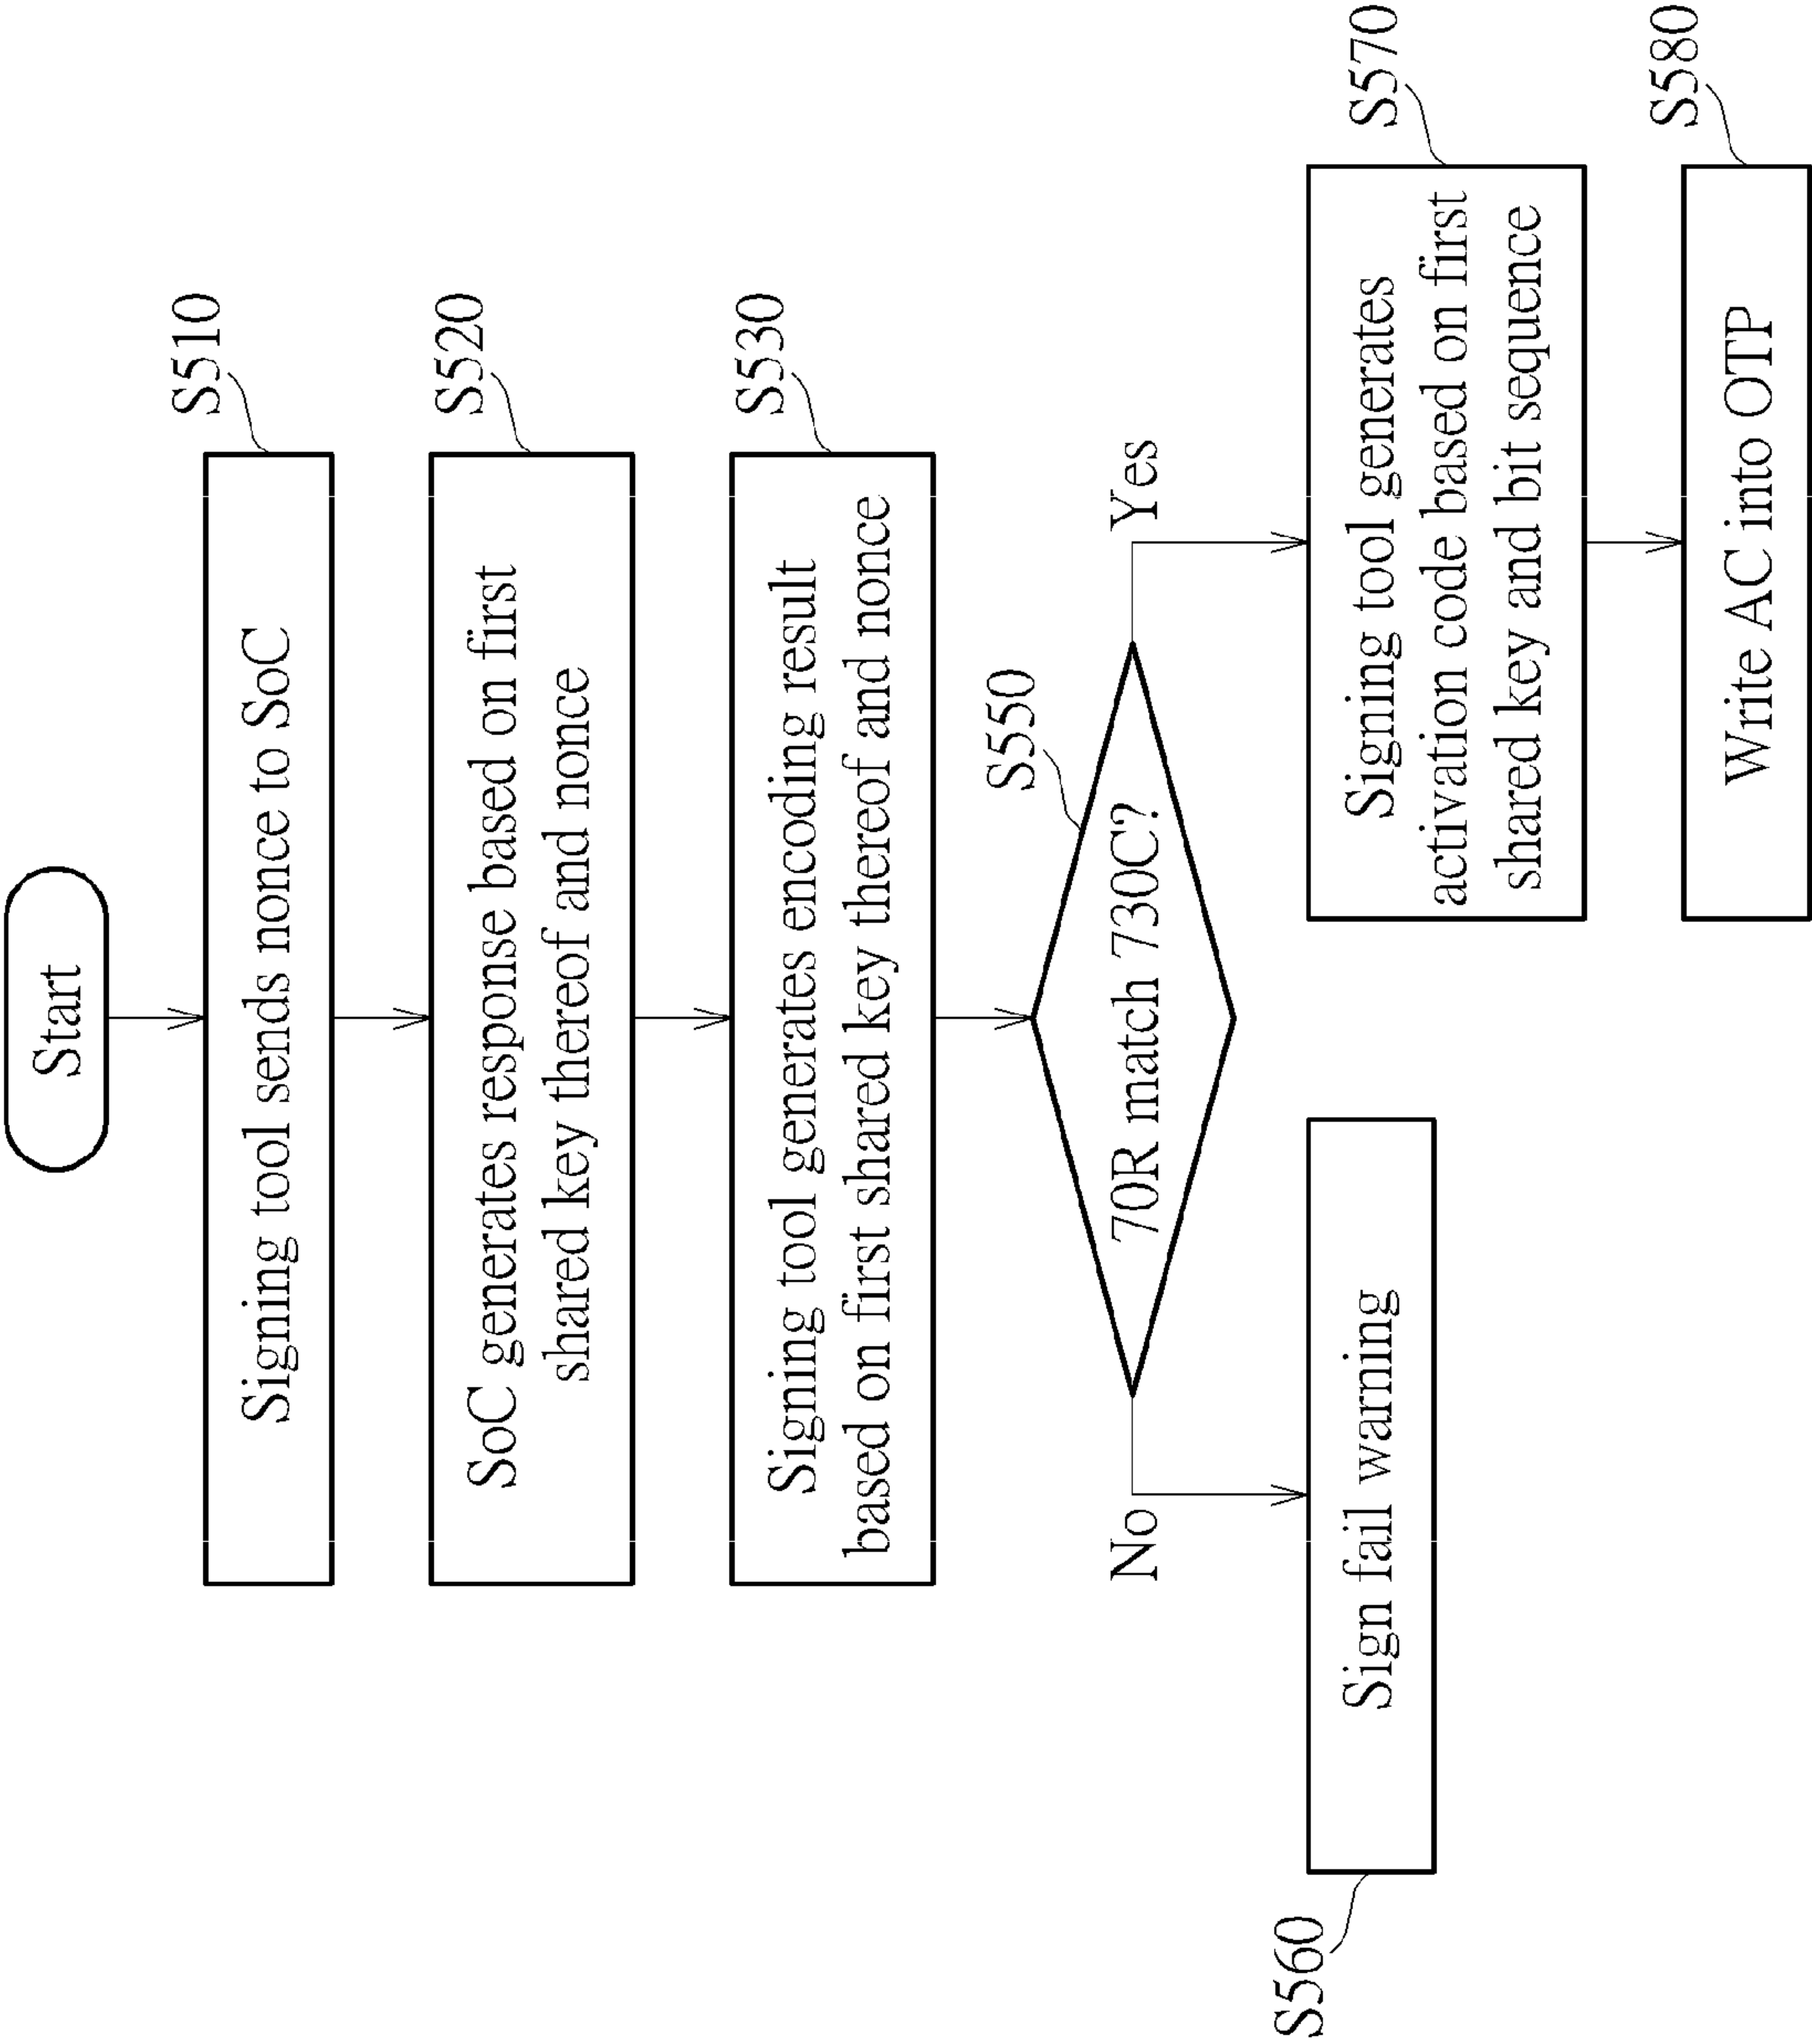 Start
S510
Signing tool sends nonce to SoC
S520
SoC generates response based on first
shared key thereof and nonce
S530
Signing tool generates encoding result
based on first shared key thereof and nonce
S550
70R match 730C?
No
Yes
S560
Sign fail warning
S570
Signing tool generates
activation code based on first
shared key and bit sequence
S580
Write AC into OTP